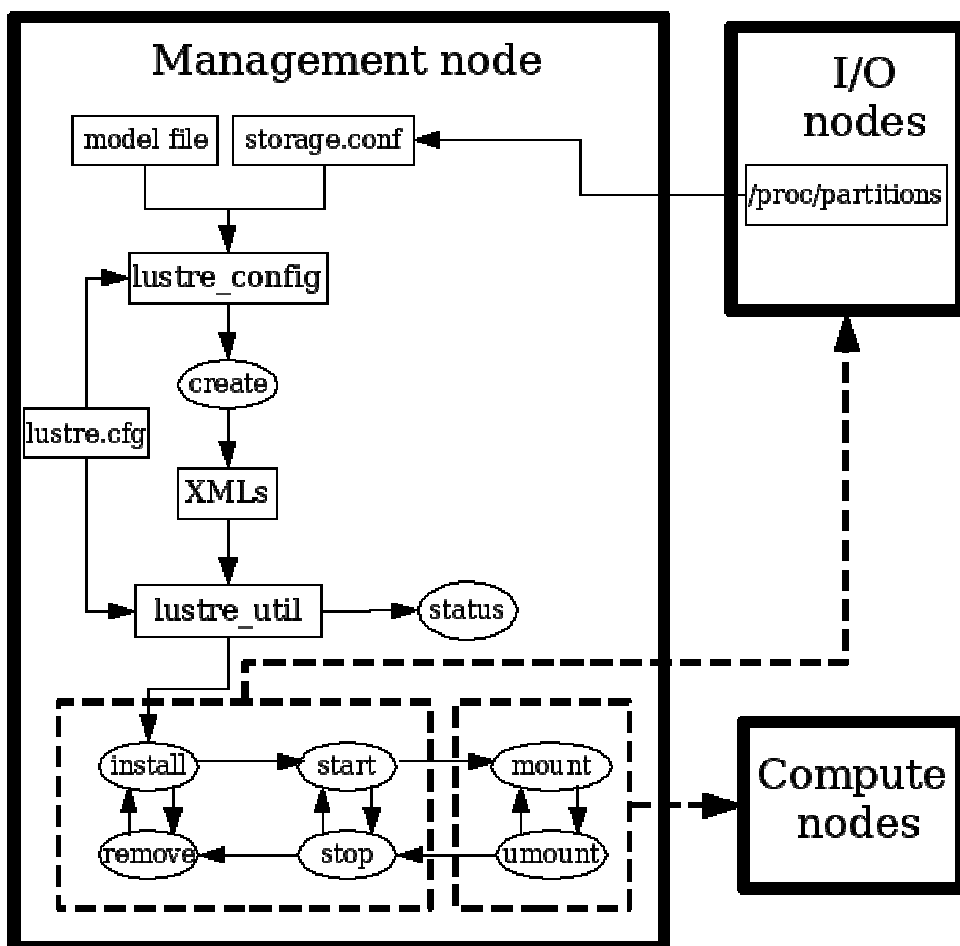 Management node
model file
storage.conf
lustre_config
create
lustre.cfg
XMLs
lustre_util
status
install
start
mount
remove
stop
umount
I/O
nodes
/proc/partitions
Compute
nodes